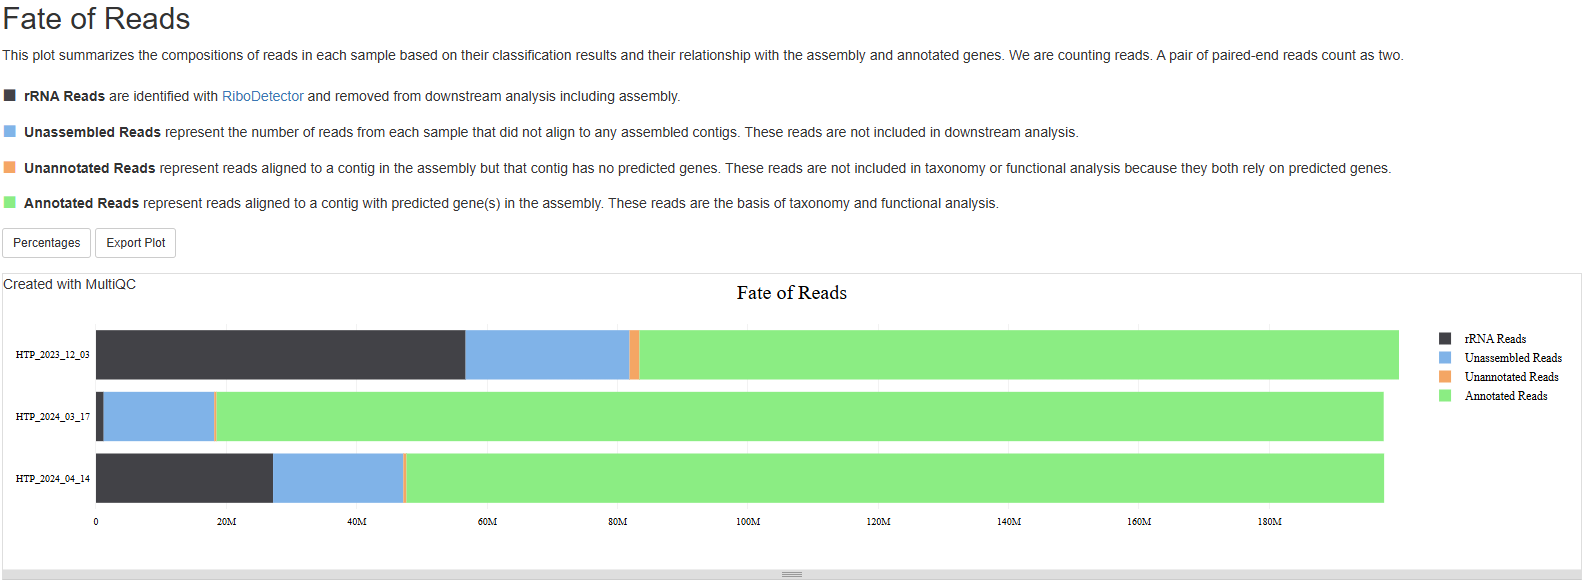 Fate of Reads
This plot summarizes the compositions of reads in each sample based on their classification results and their relationship with the assembly and annotated genes. We are counting reads. A pair of paired-end reads count as two.
rRNA Reads are identified with RiboDetector and removed from downstream analysis including assembly.
Unassembled Reads represent the number of reads from each sample that did not align to any assembled contigs. These reads are not included in downstream analysis.
Unannotated Reads represent reads aligned to a contig in the assembly but that contig has no predicted genes. These reads are not included in taxonomy or functional analysis because they both rely on predicted genes.
Annotated Reads represent reads aligned to a contig with predicted gene(s) in the assembly. These reads are the basis of taxonomy and functional analysis.
Percentages Export Plot
Created with MultiQC
Fate of Reads
HTP_2023_12_03
HTP_2024_03_17
HTP_2024_04_14
0 20M 40M 60M 80M 100M 120M 140M 160M 180M
rRNA Reads
Unassembled Reads
Unannotated Reads
Annotated Reads